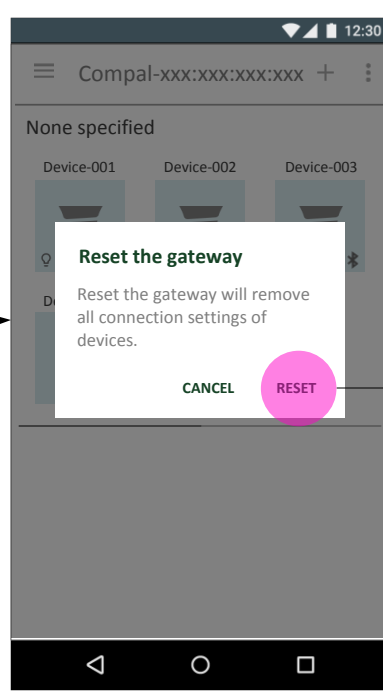 12:30
Compal-xxx:xxx:xxx:xxx
None specified
Device-001 Device-002 Device-003
Reset the gateway
Reset the gateway will remove
all connection settings of
devices.
CANCEL RESET